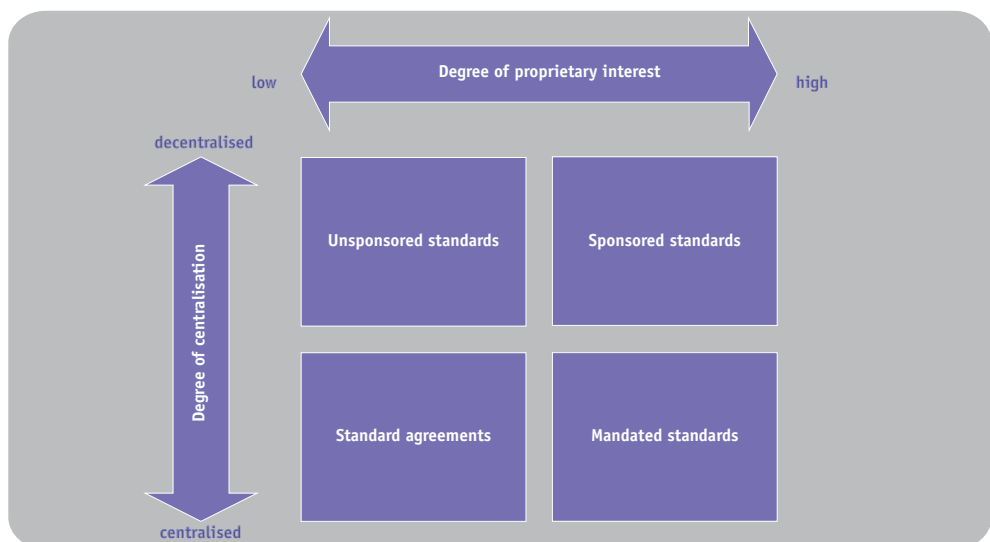 Degree of proprietary interest
low
high
decentralised
Degree of centralisation
Unsponsored standards
Sponsored standards
Standard agreements
Mandated standards
centralised